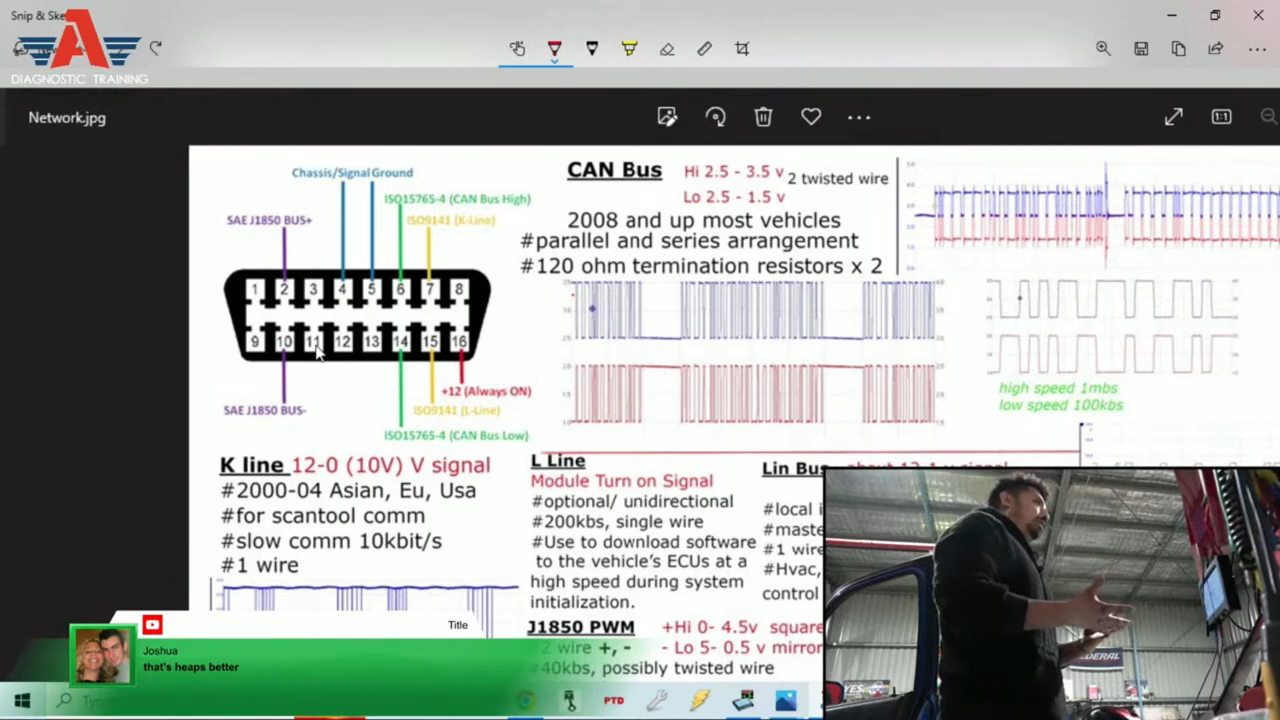 Snip & Ske
DIAGNOSTIC TRAINING
Network.jpg
1:1
Chassis/Signal Ground
ISO15765-4 (CAN Bus High)
SAE J1850 BUS+
ISO9141 (K-Line)
1 2 3 4 5 6 7 8
9 10 11 12 13 14 15 16
+12 (Always ON)
SAE J1850 BUS-
ISO9141 (L-Line)
ISO15765-4 (CAN Bus Low)
CAN Bus
Hi 2.5 - 3.5 v
2 twisted wire
Lo 2.5 - 1.5 v
2008 and up most vehicles
#parallel and series arrangement
#120 ohm termination resistors x 2
high speed 1mbs
low speed 100kbs
K line 12-0 (10V) V signal
#2000-04 Asian, Eu, Usa
#for scantool comm
#slow comm 10kbit/s
#1 wire
L Line
Module Turn on Signal
#optional/ unidirectional
#200kbs, single wire
#Use to download software
to the vehicle's ECUs at a
high speed during system
initialization.
Lin Bus
#local i
#maste
#1 wire
#Hvac,
control
J1850 PWM
+Hi 0- 4.5v square
2 wire +, -
- Lo 5- 0.5 v mirror
#40kbs, possibly twisted wire
Title
Joshua
that's heaps better
PTD